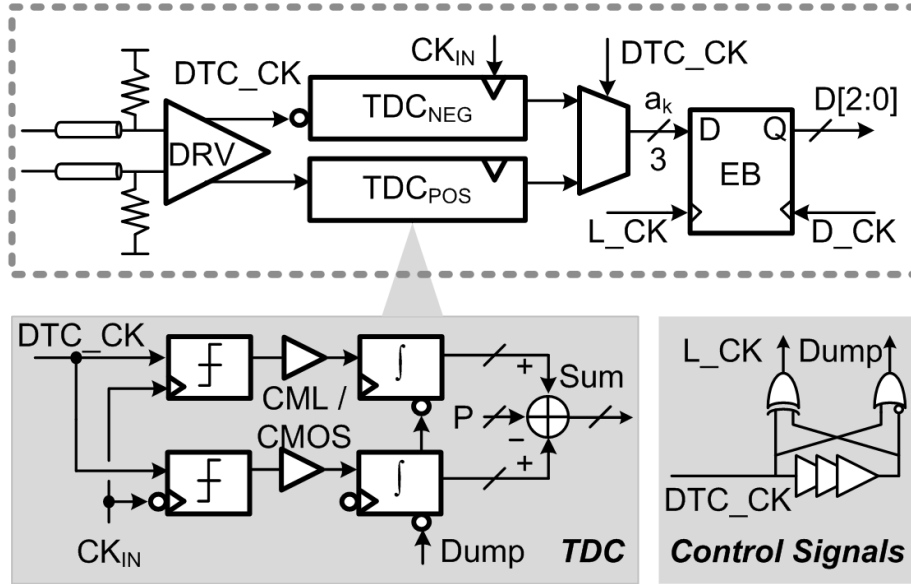 CK_IN
DTC_CK
DTC_CK
TDC_NEG
a_k
D[2:0]
DRV
D
Q
3
TDC_POS
EB
L_CK
D_CK
DTC_CK
∫
+
Sum
L_CK
Dump
CML /
P
CMOS
−
∫
+
DTC_CK
CK_IN
Dump
TDC
Control Signals